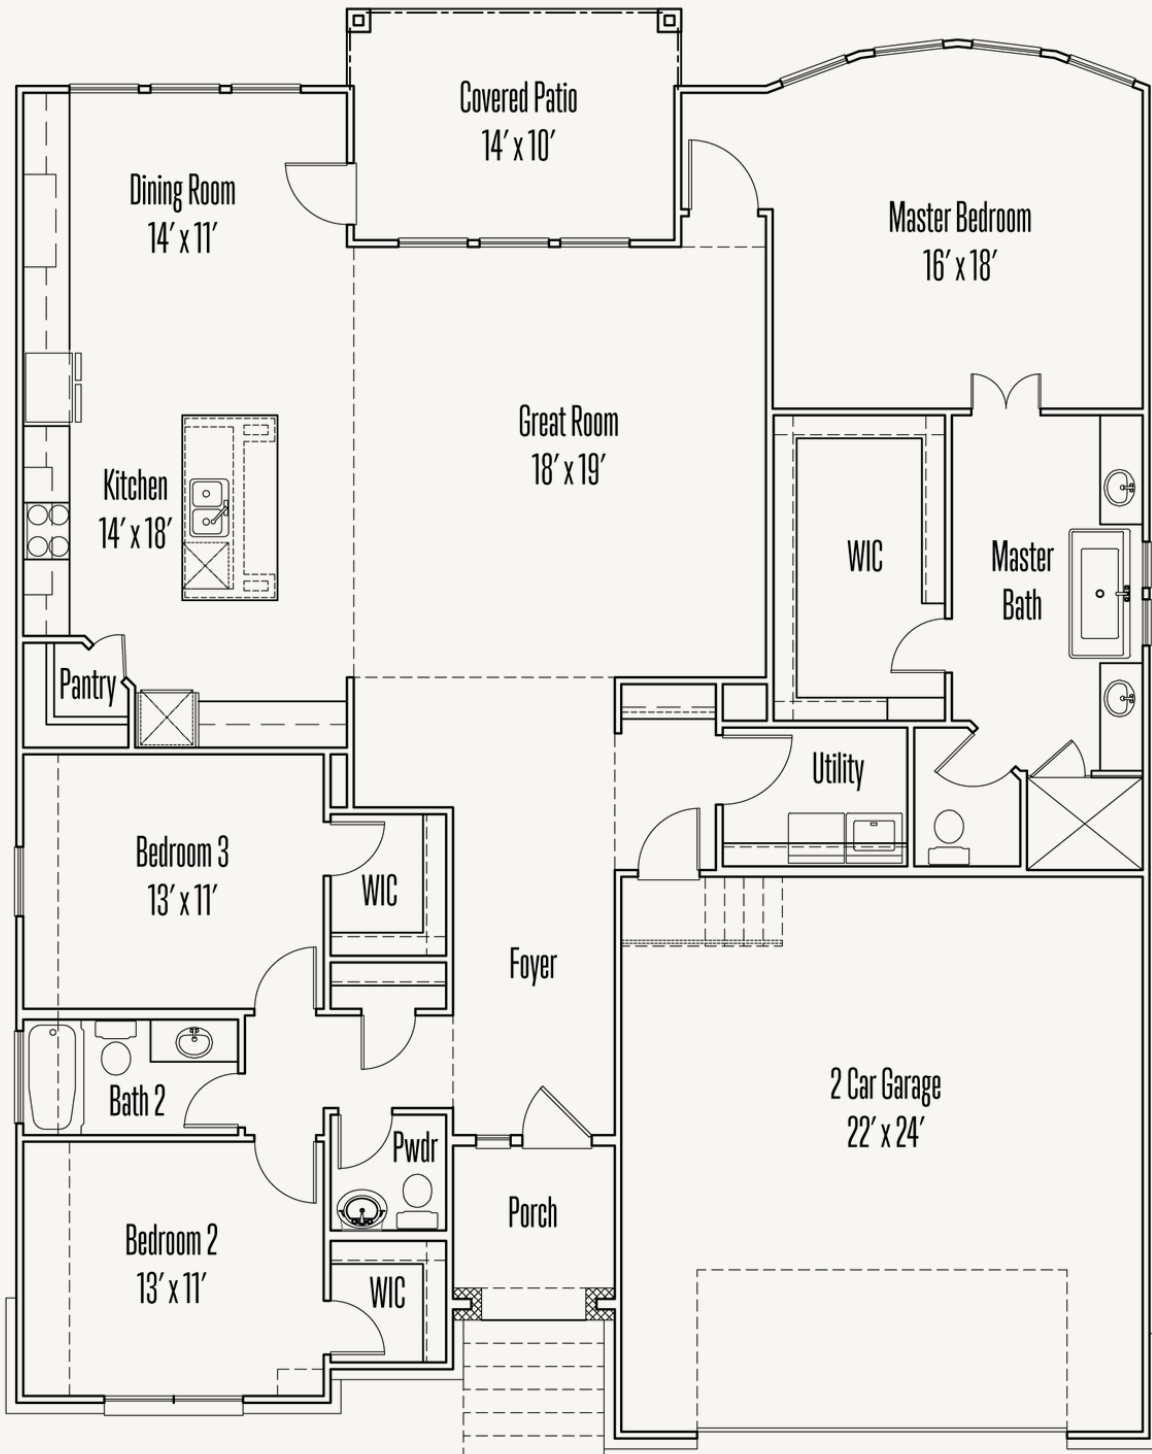 Covered Patio
14' x 10'
Dining Room
14' x 11'
Master Bedroom
16' x 18'
Great Room
18' x 19'
Kitchen
14' x 18'
WIC
Master
Bath
Pantry
Utility
Bedroom 3
13' x 11'
WIC
Foyer
Bath 2
2 Car Garage
22' x 24'
Pwdr
Porch
Bedroom 2
13' x 11'
WIC